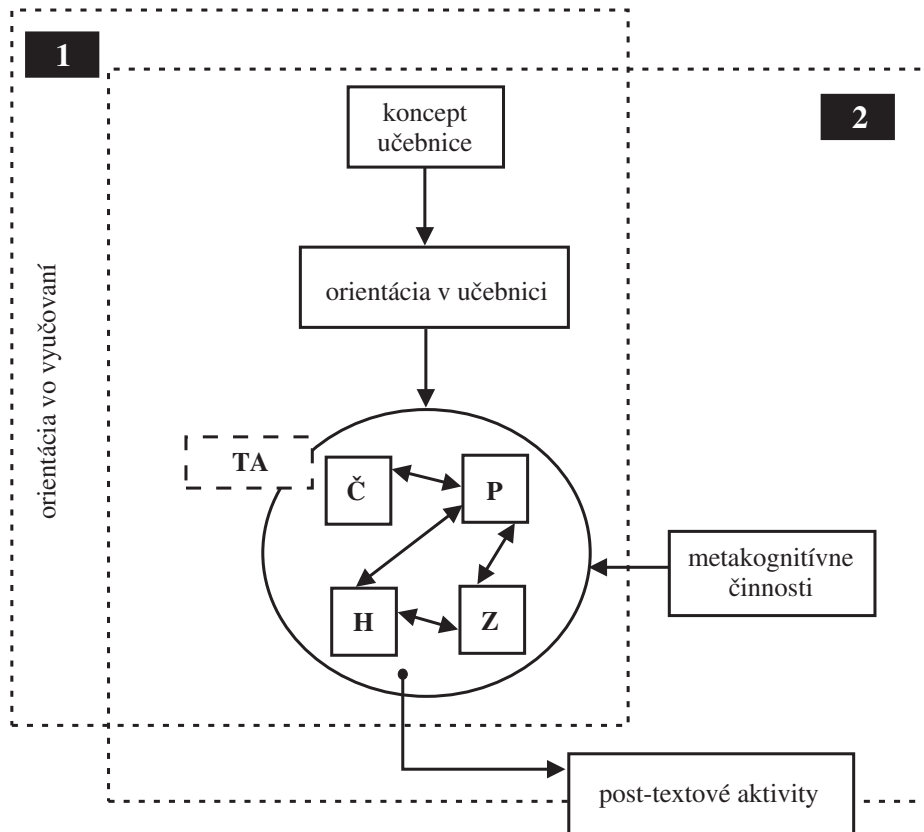 1
2
koncept
učebnice
orientácia v učebnici
orientácia vo vyučovaní
TA
Č
P
H
Z
metakognitívne
činnosti
post-textové aktivity